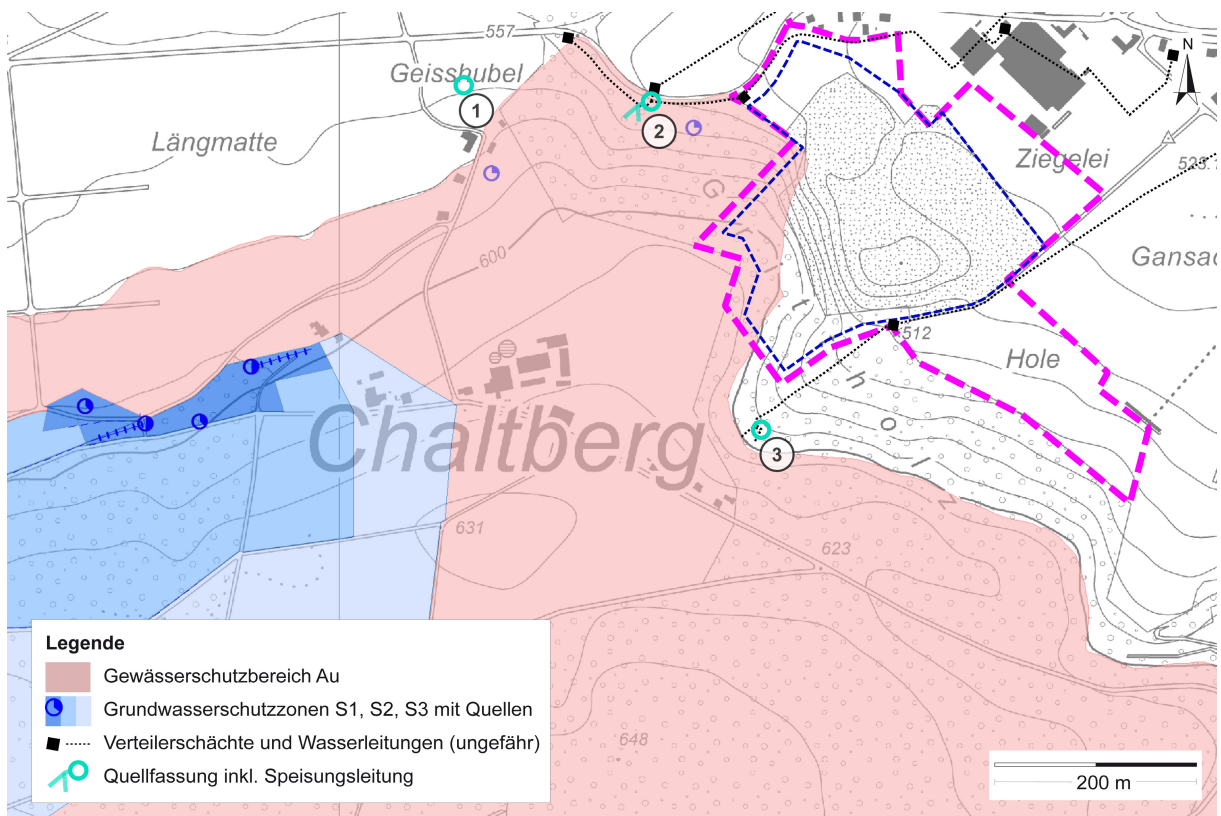 557
N
Geisshubel
1
2
Längmatte
Ziegelei
Gritthholz
Gansac
600
512
Hole
Chaltberg
3
631
623
Legende
Gewässerschutzbereich Au
Grundwasserschutzzonen S1, S2, S3 mit Quellen
Verteilerschächte und Wasserleitungen (ungefähr)
Quellfassung inkl. Speisungsleitung
648
200 m